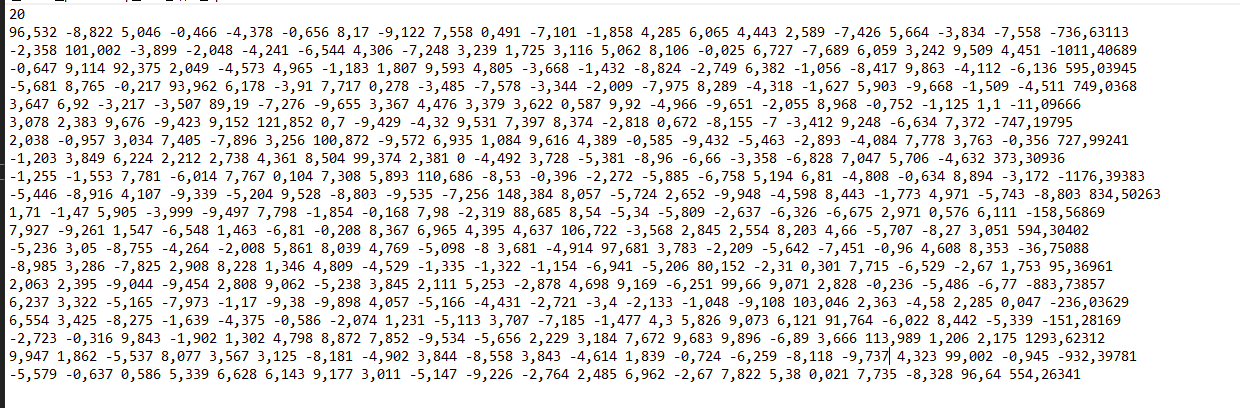 20
96,532 -8,822 5,046 -0,466 -4,378 -0,656 8,17 -9,122 7,558 0,491 -7,101 -1,858 4,285 6,065 4,443 2,589 -7,426 5,664 -3,834 -7,558 -736,63113
-2,358 101,002 -3,899 -2,048 -4,241 -6,544 4,306 -7,248 3,239 1,725 3,116 5,062 8,106 -0,025 6,727 -7,689 6,059 3,242 9,509 4,451 -1011,40689
-0,647 9,114 92,375 2,049 -4,573 4,965 -1,183 1,807 9,593 4,805 -3,668 -1,432 -8,824 -2,749 6,382 -1,056 -8,417 9,863 -4,112 -6,136 595,03945
-5,681 8,765 -0,217 93,962 6,178 -3,91 7,717 0,278 -3,485 -7,578 -3,344 -2,009 -7,975 8,289 -4,318 -1,627 5,903 -9,668 -1,509 -4,511 749,0368
3,647 6,92 -3,217 -3,507 89,19 -7,276 -9,655 3,367 4,476 3,379 3,622 0,587 9,92 -4,966 -9,651 -2,055 8,968 -0,752 -1,125 1,1 -11,09666
3,078 2,383 9,676 -9,423 9,152 121,852 0,7 -9,429 -4,32 9,531 7,397 8,374 -2,818 0,672 -8,155 -7 -3,412 9,248 -6,634 7,372 -747,19795
2,038 -0,957 3,034 7,405 -7,896 3,256 100,872 -9,572 6,935 1,084 9,616 4,389 -0,585 -9,432 -5,463 -2,893 -4,084 7,778 3,763 -0,356 727,99241
-1,203 3,849 6,224 2,212 2,738 4,361 8,504 99,374 2,381 0 -4,492 3,728 -5,381 -8,96 -6,66 -3,358 -6,828 7,047 5,706 -4,632 373,30936
-1,255 -1,553 7,781 -6,014 7,767 0,104 7,308 5,893 110,686 -8,53 -0,396 -2,272 -5,885 -6,758 5,194 6,81 -4,808 -0,634 8,894 -3,172 -1176,39383
-5,446 -8,916 4,107 -9,339 -5,204 9,528 -8,803 -9,535 -7,256 148,384 8,057 -5,724 2,652 -9,948 -4,598 8,443 -1,773 4,971 -5,743 -8,803 834,50263
1,71 -1,47 5,905 -3,999 -9,497 7,798 -1,854 -0,168 7,98 -2,319 88,685 8,54 -5,34 -5,809 -2,637 -6,326 -6,675 2,971 0,576 6,111 -158,56869
7,927 -9,261 1,547 -6,548 1,463 -6,81 -0,208 8,367 6,965 4,395 4,637 106,722 -3,568 2,845 2,554 8,203 4,66 -5,707 -8,27 3,051 594,30402
-5,236 3,05 -8,755 -4,264 -2,008 5,861 8,039 4,769 -5,098 -8 3,681 -4,914 97,681 3,783 -2,209 -5,642 -7,451 -0,96 4,608 8,353 -36,75088
-8,985 3,286 -7,825 2,908 8,228 1,346 4,809 -4,529 -1,335 -1,322 -1,154 -6,941 -5,206 80,152 -2,31 0,301 7,715 -6,529 -2,67 1,753 95,36961
2,063 2,395 -9,044 -9,454 2,808 9,062 -5,238 3,845 2,111 5,253 -2,878 4,698 9,169 -6,251 99,66 9,071 2,828 -0,236 -5,486 -6,77 -883,73857
6,237 3,322 -5,165 -7,973 -1,17 -9,38 -9,898 4,057 -5,166 -4,431 -2,721 -3,4 -2,133 -1,048 -9,108 103,046 2,363 -4,58 2,285 0,047 -236,03629
6,554 3,425 -8,275 -1,639 -4,375 -0,586 -2,074 1,231 -5,113 3,707 -7,185 -1,477 4,3 5,826 9,073 6,121 91,764 -6,022 8,442 -5,339 -151,28169
-2,723 -0,316 9,843 -1,902 1,302 4,798 8,872 7,852 -9,534 -5,656 2,229 3,184 7,672 9,683 9,896 -6,89 3,666 113,989 1,206 2,175 1293,62312
9,947 1,862 -5,537 8,077 3,567 3,125 -8,181 -4,902 3,844 -8,558 3,843 -4,614 1,839 -0,724 -6,259 -8,118 -9,737 4,323 99,002 -0,945 -932,39781
-5,579 -0,637 0,586 5,339 6,628 6,143 9,177 3,011 -5,147 -9,226 -2,764 2,485 6,962 -2,67 7,822 5,38 0,021 7,735 -8,328 96,64 554,26341